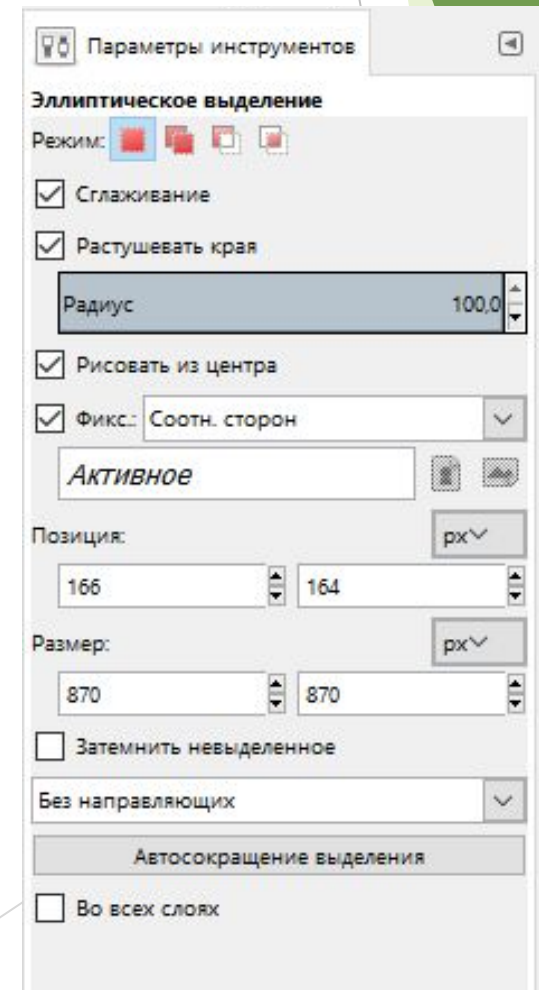 Параметры инструментов
Эллиптическое выделение
Режим:
Сглаживание
Растушевать края
Радиус 100,0
Рисовать из центра
Фикс.: Соотн. сторон
Активное
Позиция: px
166 164
Размер: px
870 870
Затемнить невыделенное
Без направляющих
Автосокращение выделения
Во всех слоях